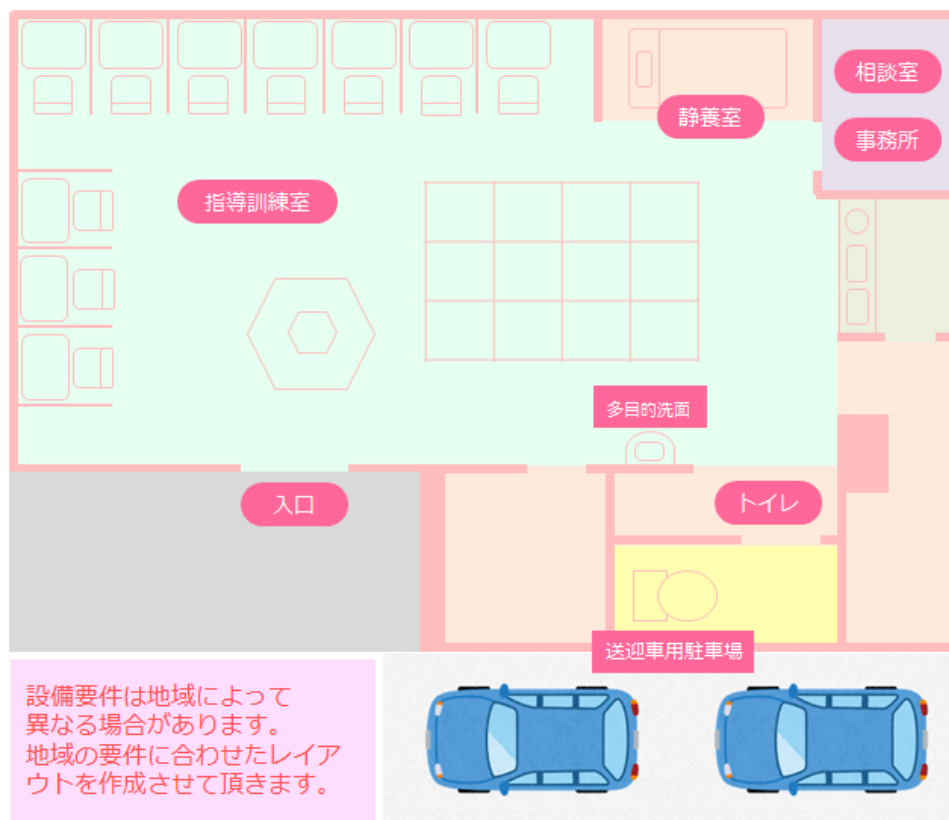 相談室
静養室
事務所
指導訓練室
多目的洗面
入口
トイレ
送迎車用駐車場
設備要件は地域によって
異なる場合があります。
地域の要件に合わせたレイア
ウトを作成させて頂きます。